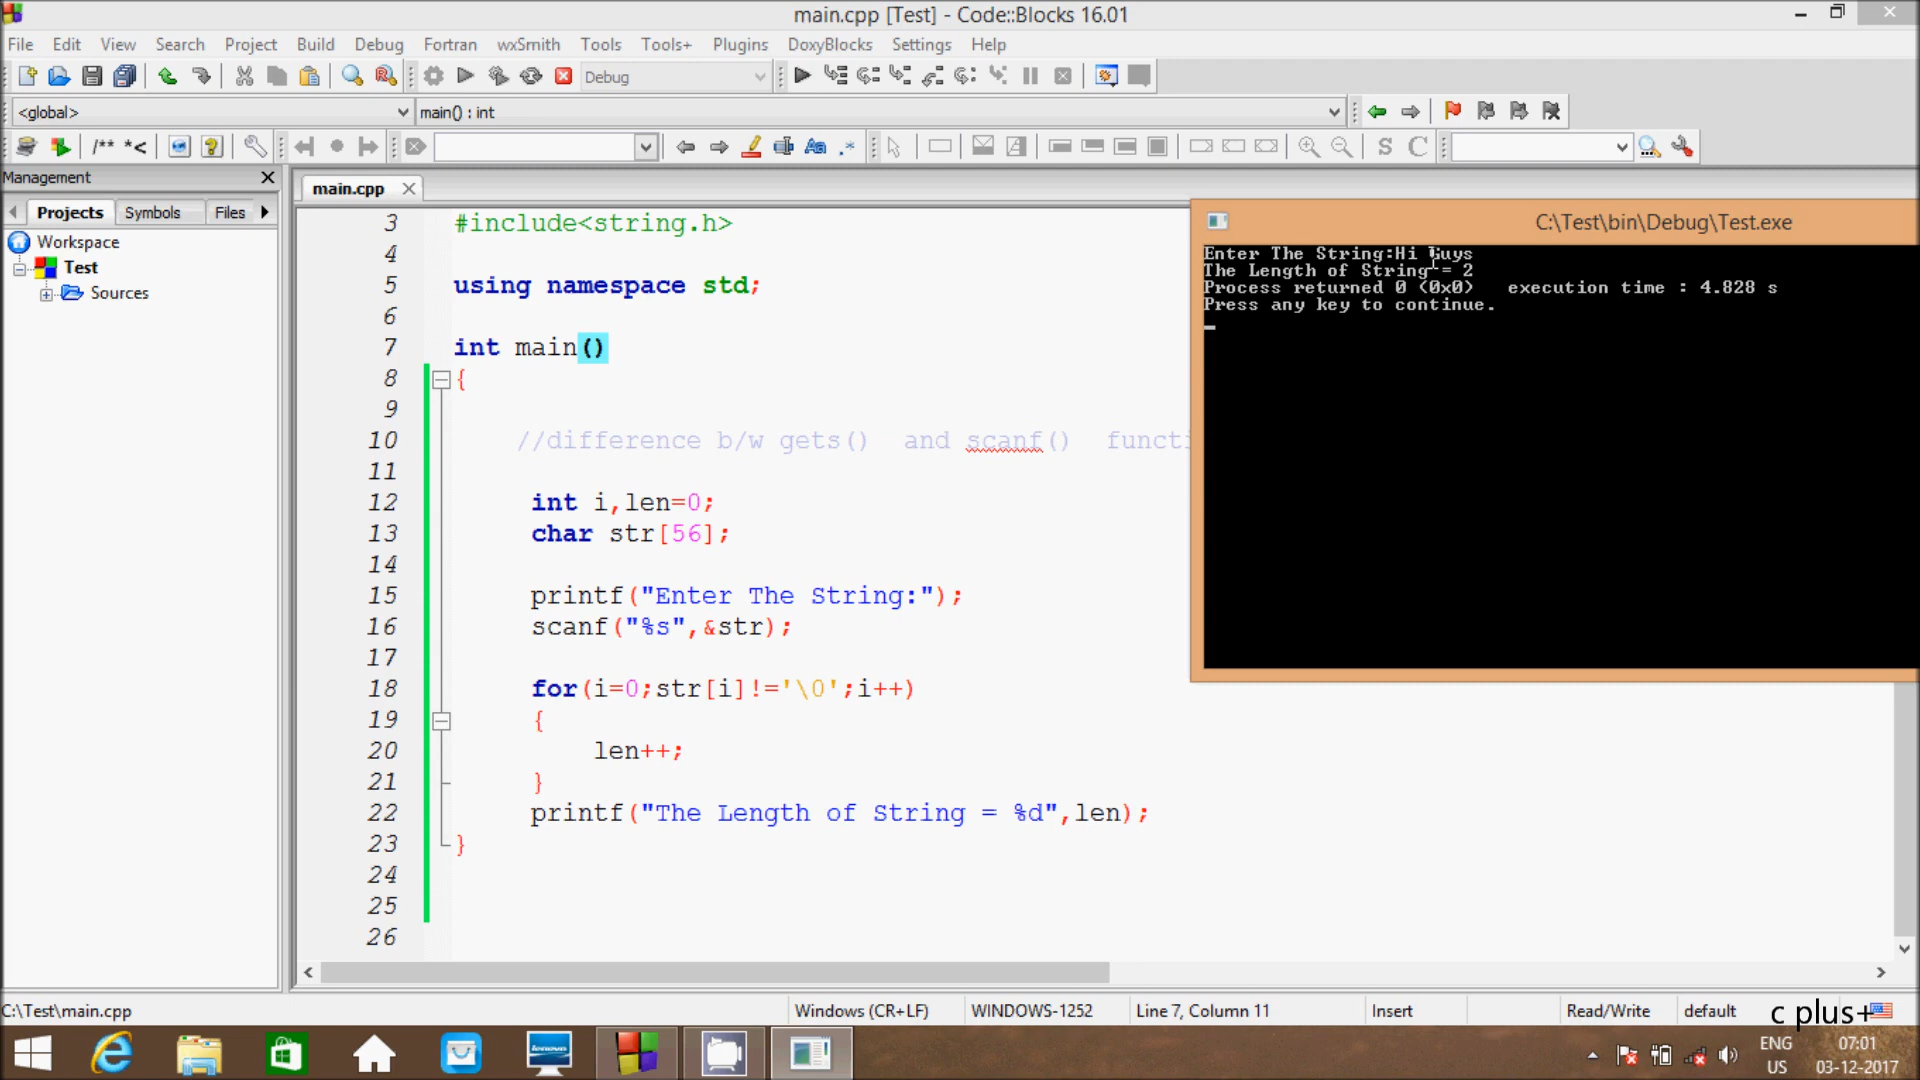 main.cpp [Test] - Code::Blocks 16.01
File Edit View Search Project Build Debug Fortran wxSmith Tools Tools+ Plugins DoxyBlocks Settings Help
Debug
<global> main() : int
/** *<
S C
Management
main.cpp
Projects Symbols Files
Workspace
Test
Sources
3 #include<string.h>
4
5 using namespace std;
6
7 int main()
8 {
9
10 //difference b/w gets() and scanf() functi
11
12 int i,len=0;
13 char str[56];
14
15 printf("Enter The String:");
16 scanf("%s",&str);
17
18 for(i=0;str[i]!='\0';i++)
19 {
20 len++;
21 }
22 printf("The Length of String = %d",len);
23 }
24
25
26
C:\Test\bin\Debug\Test.exe
Enter The String:Hi Guys
The Length of String = 2
Process returned 0 (0x0) execution time : 4.828 s
Press any key to continue.
C:\Test\main.cpp Windows (CR+LF) WINDOWS-1252 Line 7, Column 11 Insert Read/Write default
c plus+
ENG 07:01
US 03-12-2017